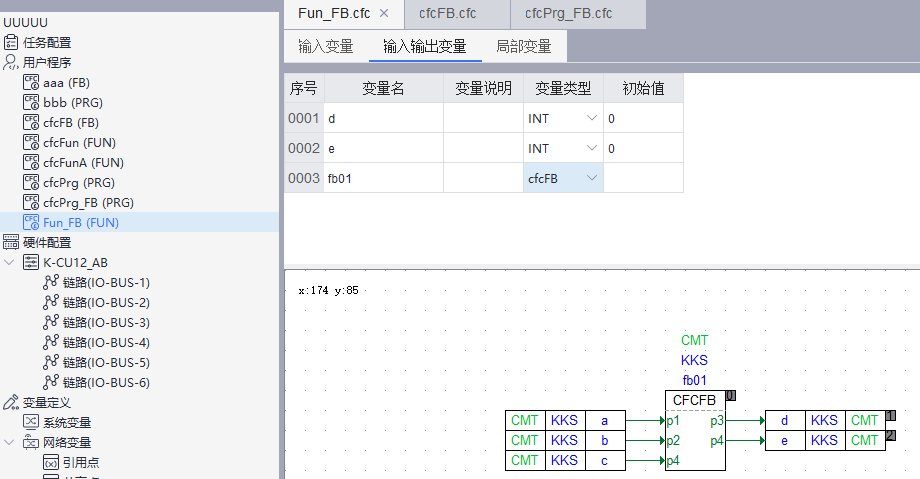 UUUUU
任务配置
用户程序
aaa (FB)
bbb (PRG)
cfcFB (FB)
cfcFun (FUN)
cfcFunA (FUN)
cfcPrg (PRG)
cfcPrg_FB (PRG)
Fun_FB (FUN)
硬件配置
K-CU12_AB
链路(IO-BUS-1)
链路(IO-BUS-2)
链路(IO-BUS-3)
链路(IO-BUS-4)
链路(IO-BUS-5)
链路(IO-BUS-6)
变量定义
系统变量
网络变量
引用点
Fun_FB.cfc × cfcFB.cfc cfcPrg_FB.cfc
输入变量 输入输出变量 局部变量
序号 变量名 变量说明 变量类型 初始值
0001 d INT 0
0002 e INT 0
0003 fb01 cfcFB
x:174 y:85
CMT
KKS
fb01
CFCFB 0
CMT KKS a p1 p3 d KKS CMT 1
CMT KKS b p2 p4 e KKS CMT 2
CMT KKS c p4